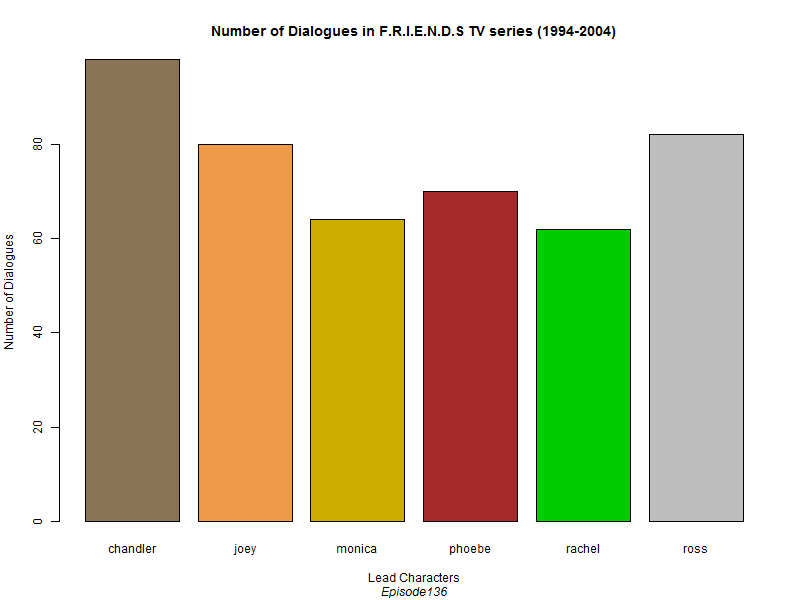 Number of Dialogues in F.R.I.E.N.D.S TV series (1994-2004)
Number of Dialogues
80
60
40
20
0
chandler joey monica phoebe rachel ross
Lead Characters
Episode136